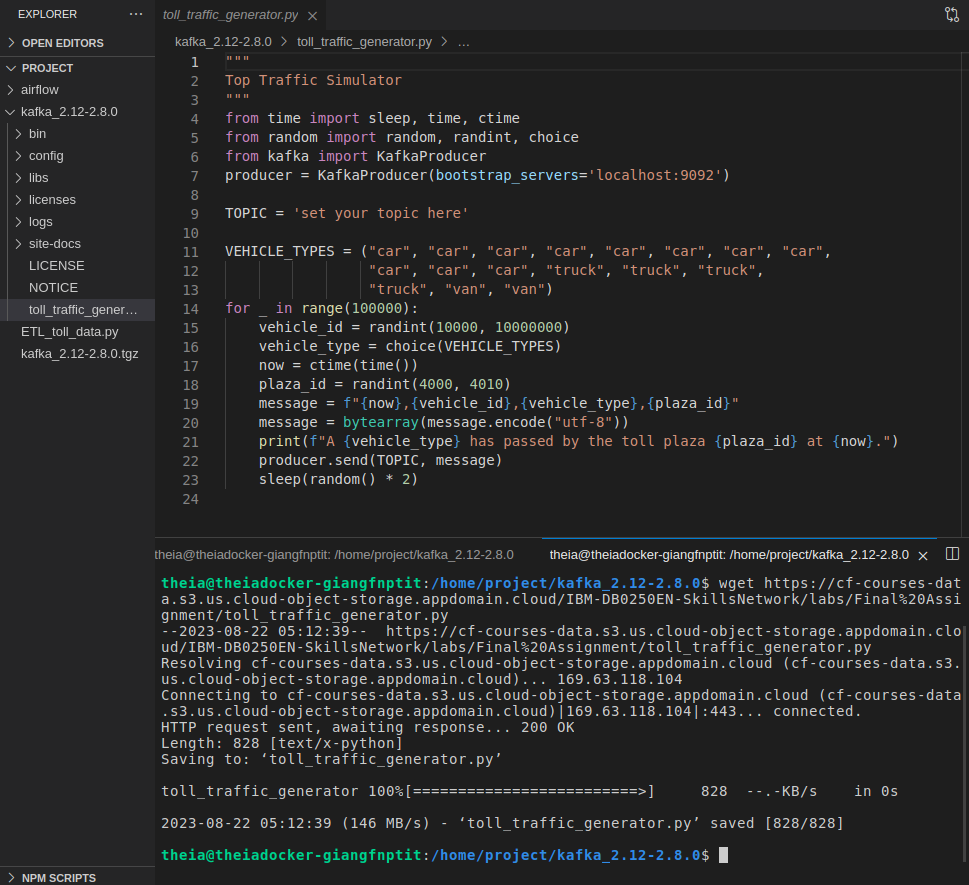 EXPLORER ···
OPEN EDITORS
PROJECT
airflow
kafka_2.12-2.8.0
bin
config
libs
licenses
logs
site-docs
LICENSE
NOTICE
toll_traffic_gener...
ETL_toll_data.py
kafka_2.12-2.8.0.tgz
NPM SCRIPTS
toll_traffic_generator.py
kafka_2.12-2.8.0 > toll_traffic_generator.py > ...
1 """
2 Top Traffic Simulator
3 """
4 from time import sleep, time, ctime
5 from random import random, randint, choice
6 from kafka import KafkaProducer
7 producer = KafkaProducer(bootstrap_servers='localhost:9092')
8
9 TOPIC = 'set your topic here'
10
11 VEHICLE_TYPES = ("car", "car", "car", "car", "car", "car", "car", "car",
12 "car", "car", "car", "truck", "truck", "truck",
13 "truck", "van", "van")
14 for _ in range(100000):
15 vehicle_id = randint(10000, 10000000)
16 vehicle_type = choice(VEHICLE_TYPES)
17 now = ctime(time())
18 plaza_id = randint(4000, 4010)
19 message = f"{now},{vehicle_id},{vehicle_type},{plaza_id}"
20 message = bytearray(message.encode("utf-8"))
21 print(f"A {vehicle_type} has passed by the toll plaza {plaza_id} at {now}.")
22 producer.send(TOPIC, message)
23 sleep(random() * 2)
24
theia@theiadocker-giangfnptit: /home/project/kafka_2.12-2.8.0
theia@theiadocker-giangfnptit: /home/project/kafka_2.12-2.8.0
theia@theiadocker-giangfnptit:/home/project/kafka_2.12-2.8.0$ wget https://cf-courses-dat
a.s3.us.cloud-object-storage.appdomain.cloud/IBM-DB0250EN-SkillsNetwork/labs/Final%20Assi
gnment/toll_traffic_generator.py
--2023-08-22 05:12:39--  https://cf-courses-data.s3.us.cloud-object-storage.appdomain.clo
ud/IBM-DB0250EN-SkillsNetwork/labs/Final%20Assignment/toll_traffic_generator.py
Resolving cf-courses-data.s3.us.cloud-object-storage.appdomain.cloud (cf-courses-data.s3.
us.cloud-object-storage.appdomain.cloud)... 169.63.118.104
Connecting to cf-courses-data.s3.us.cloud-object-storage.appdomain.cloud (cf-courses-data
.s3.us.cloud-object-storage.appdomain.cloud)|169.63.118.104|:443... connected.
HTTP request sent, awaiting response... 200 OK
Length: 828 [text/x-python]
Saving to: ‘toll_traffic_generator.py’
toll_traffic_generator 100%[=========================>]     828  --.-KB/s    in 0s
2023-08-22 05:12:39 (146 MB/s) - ‘toll_traffic_generator.py’ saved [828/828]
theia@theiadocker-giangfnptit:/home/project/kafka_2.12-2.8.0$